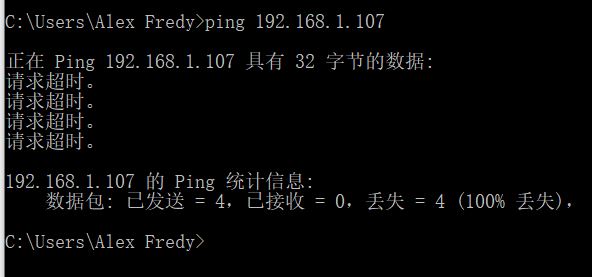 C:\Users\Alex Fredy>ping 192.168.1.107
正在 Ping 192.168.1.107 具有 32 字节的数据:
请求超时。
请求超时。
请求超时。
请求超时。
192.168.1.107 的 Ping 统计信息:
数据包: 已发送 = 4，已接收 = 0，丢失 = 4 (100% 丢失)，
C:\Users\Alex Fredy>